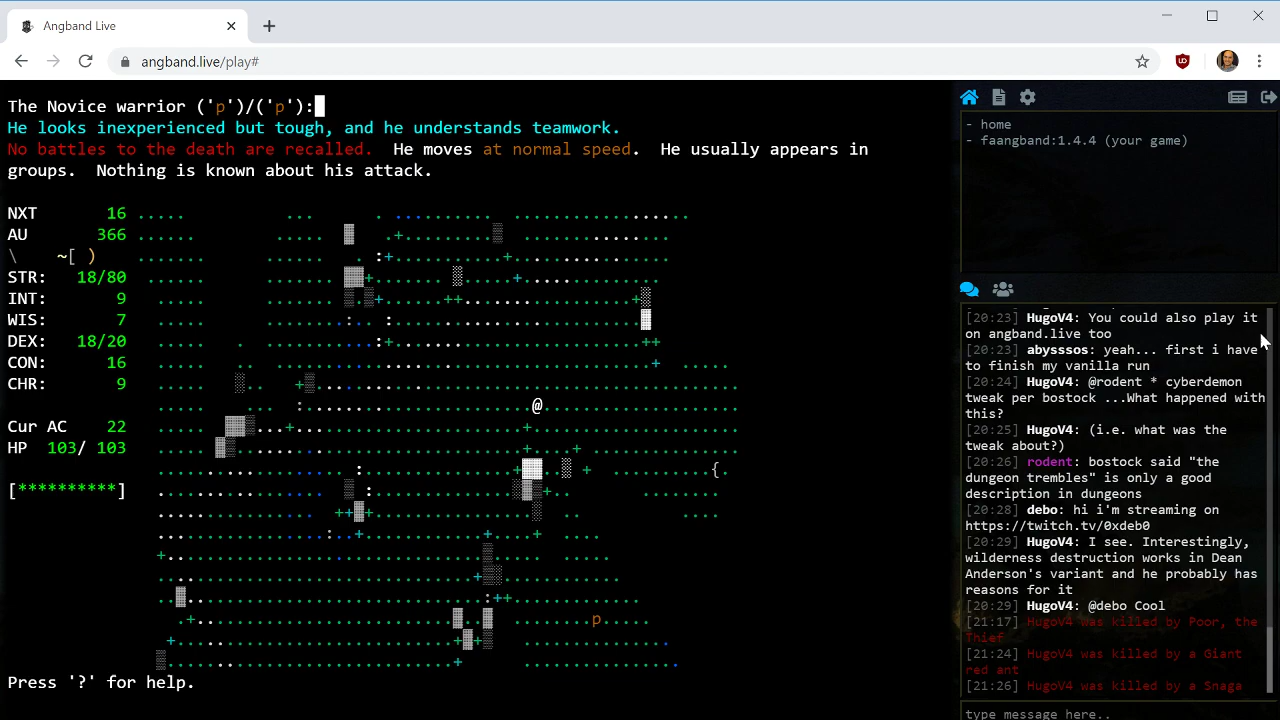 Angband Live
angband.live/play#
The Novice warrior ('p')/('p'):
He looks inexperienced but tough, and he understands teamwork.
No battles to the death are recalled.  He moves at normal speed.  He usually appears in
groups.  Nothing is known about his attack.
NXT 16
AU 366
\ ~[ )
STR: 18/80
INT: 9
WIS: 7
DEX: 18/20
CON: 16
CHR: 9
@
Cur AC 22
HP 103/ 103
{
[**********]
p
Press '?' for help.
- home
- faangband:1.4.4 (your game)
[20:23] HugoV4: You could also play it
on angband.live too
[20:23] abysssos: yeah... first i have
to finish my vanilla run
[20:24] HugoV4: @rodent * cyberdemon
tweak per bostock ...What happened with
this?
[20:25] HugoV4: (i.e. what was the
tweak about?)
[20:26] rodent: bostock said "the
dungeon trembles" is only a good
description in dungeons
[20:28] debo: hi i'm streaming on
https://twitch.tv/0xdeb0
[20:29] HugoV4: I see. Interestingly,
wilderness destruction works in Dean
Anderson's variant and he probably has
reasons for it
[20:29] HugoV4: @debo Cool
[21:17] HugoV4 was killed by Poor, the
Thief
[21:24] HugoV4 was killed by a Giant
red ant
[21:26] HugoV4 was killed by a Snaga
type message here..